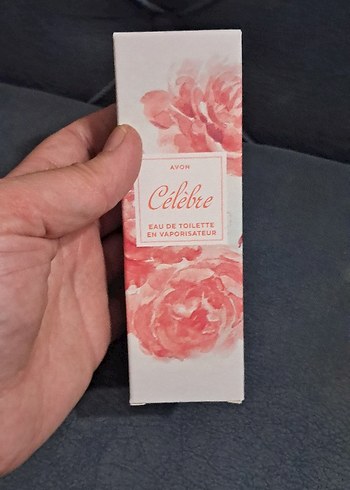 AVON
Célèbre
EAU DE TOILETTE
EN VAPORISATEUR